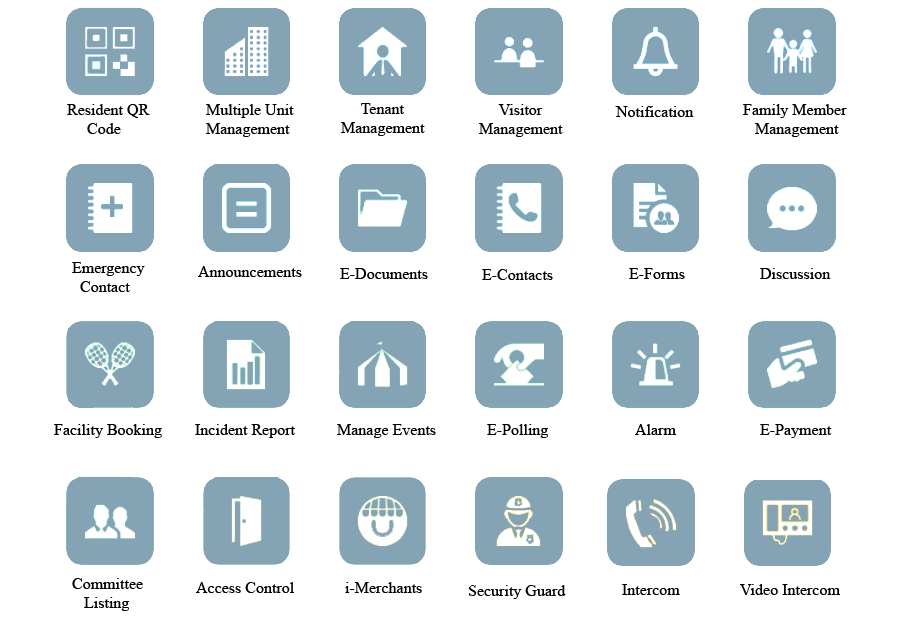 Resident QR
Code
Multiple Unit
Management
Tenant
Management
Visitor
Management
Notification
Family Member
Management
Emergency
Contact
Announcements
E-Documents
E-Contacts
E-Forms
Discussion
Facility Booking
Incident Report
Manage Events
E-Polling
Alarm
E-Payment
Committee
Listing
Access Control
i-Merchants
Security Guard
Intercom
Video Intercom